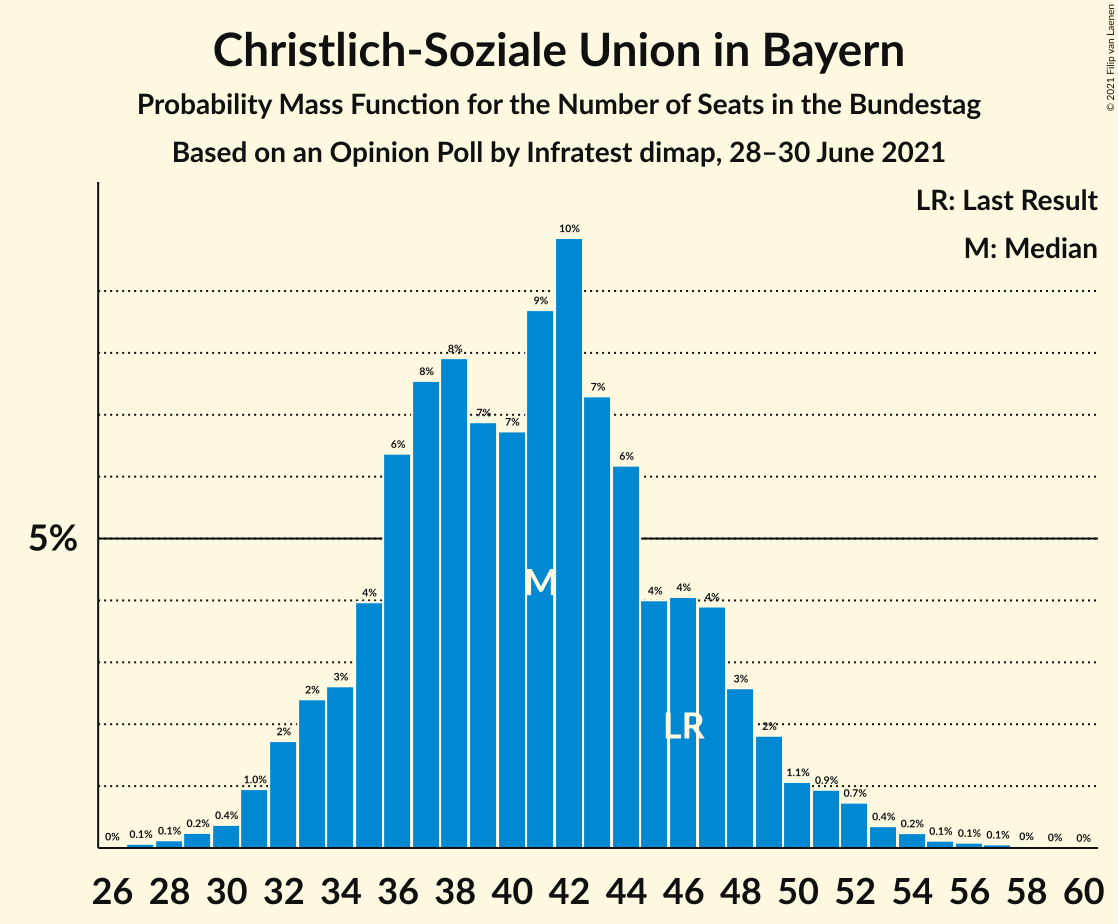 Christlich-Soziale Union in Bayern
Probability Mass Function for the Number of Seats in the Bundestag
Based on an Opinion Poll by Infratest dimap, 28–30 June 2021
© 2021 Filip van Laenen
LR: Last Result
M: Median
5%
0% 0.1% 0.1% 0.2% 0.4% 1.0% 2% 2% 3% 4% 6% 8% 8% 7% 7% 9% 10% 7% 6% 4% 4% 4% 3% 2% 1.1% 0.9% 0.7% 0.4% 0.2% 0.1% 0.1% 0.1% 0% 0% 0%
M
LR
26 28 30 32 34 36 38 40 42 44 46 48 50 52 54 56 58 60